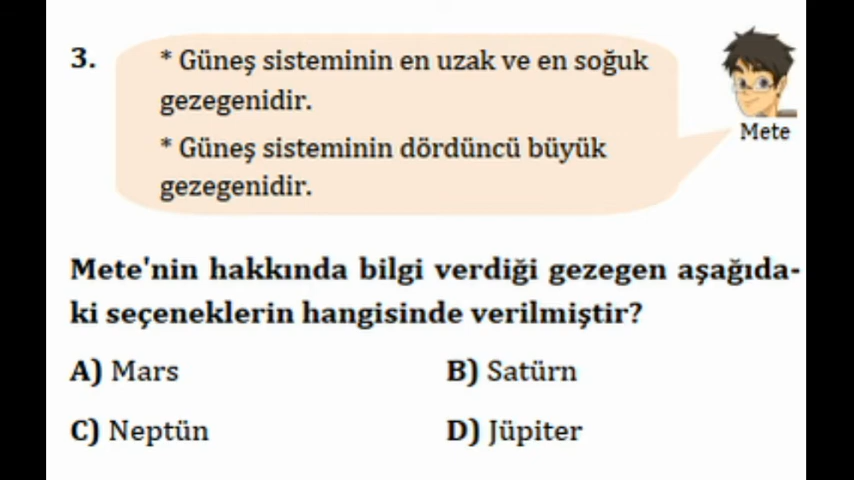 3.
* Güneş sisteminin en uzak ve en soğuk
gezegenidir.
* Güneş sisteminin dördüncü büyük
gezegenidir.
Mete
Mete'nin hakkında bilgi verdiği gezegen aşağıda-
ki seçeneklerin hangisinde verilmiştir?
A) Mars
B) Satürn
C) Neptün
D) Jüpiter